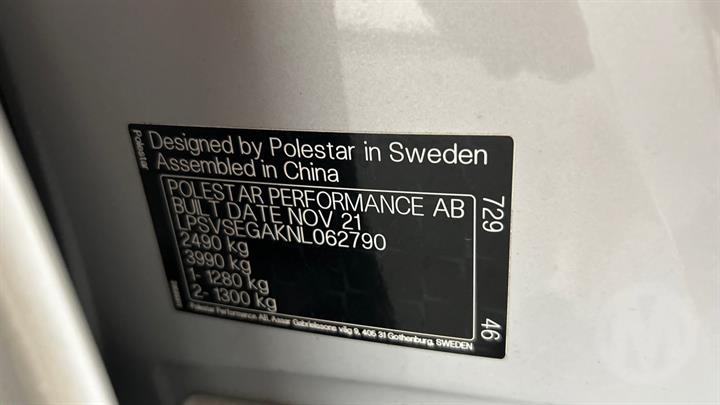 Polestar
Designed by Polestar in Sweden
Assembled in China
POLESTAR PERFORMANCE AB
BUILT DATE NOV 21
LPSVSEGAKNL062790
2490 kg
3990 kg
1- 1280 kg
2- 1300 kg
Polestar Performance AB, Assar Gabrielssons väg 9, 405 31 Gothenburg, SWEDEN
729
46